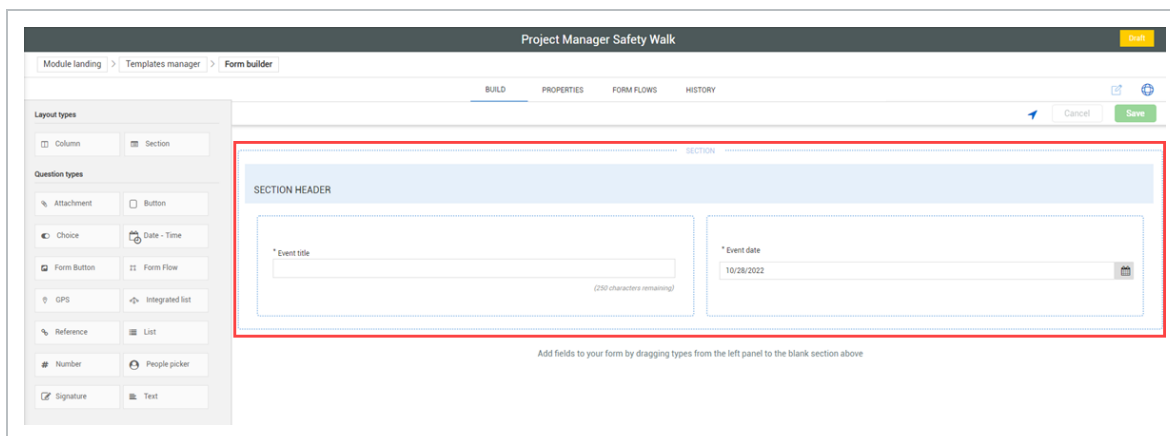 Project Manager Safety Walk
Draft
Module landing > Templates manager > Form builder
BUILD PROPERTIES FORM FLOWS HISTORY
Cancel Save
Layout types
Column Section
Question types
Attachment Button
Choice Date - Time
Form Button Form Flow
GPS Integrated list
Reference List
Number People picker
Signature Text
SECTION
SECTION HEADER
* Event title
(250 characters remaining)
* Event date
10/28/2022
Add fields to your form by dragging types from the left panel to the blank section above